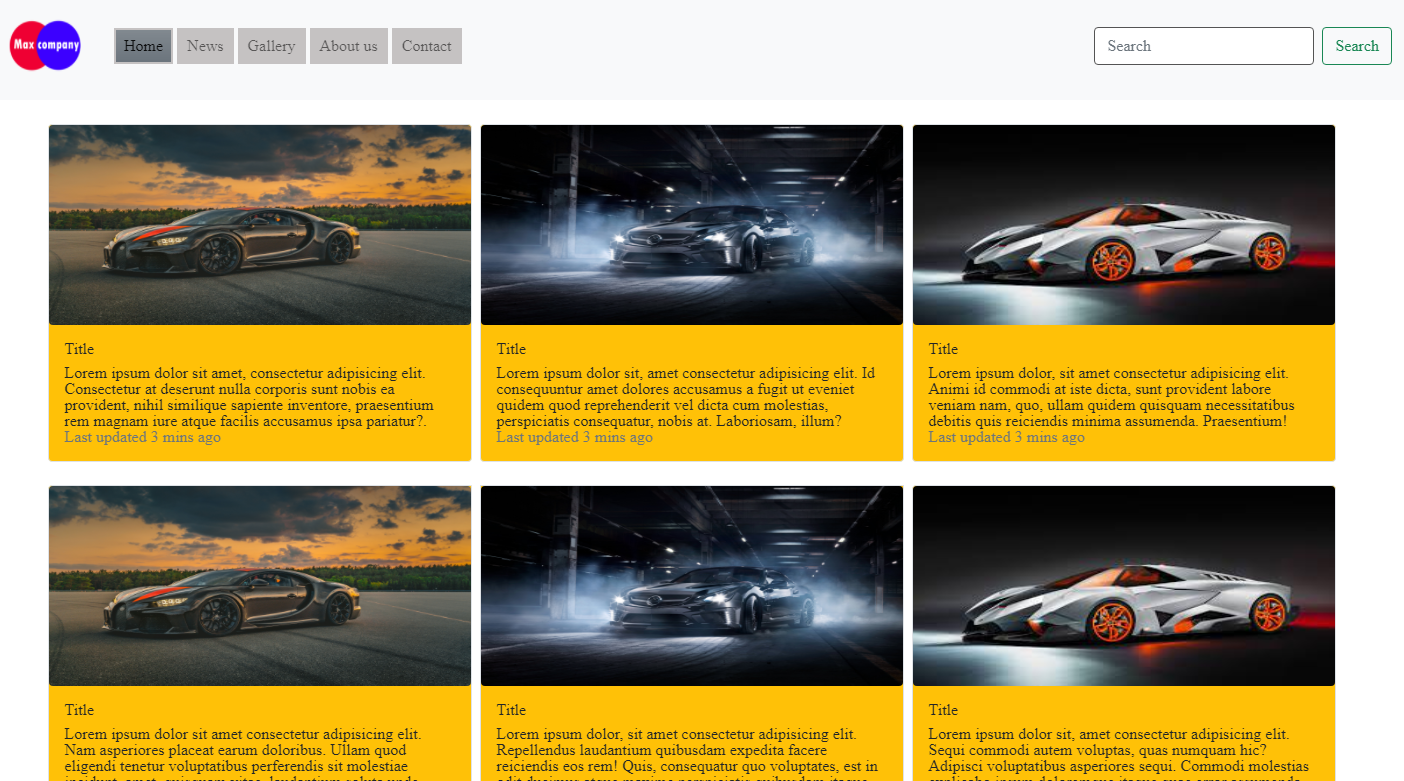 Max company
Home News Gallery About us Contact
Search Search
Title
Lorem ipsum dolor sit amet, consectetur adipisicing elit.
Consectetur at deserunt nulla corporis sunt nobis ea
provident, nihil similique sapiente inventore, praesentium
rem magnam iure atque facilis accusamus ipsa pariatur?.
Last updated 3 mins ago
Title
Lorem ipsum dolor sit, amet consectetur adipisicing elit. Id
consequuntur amet dolores accusamus a fugit ut eveniet
quidem quod reprehenderit vel dicta cum molestias,
perspiciatis consequatur, nobis at. Laboriosam, illum?
Last updated 3 mins ago
Title
Lorem ipsum dolor, sit amet consectetur adipisicing elit.
Animi id commodi at iste dicta, sunt provident labore
veniam nam, quo, ullam quidem quisquam necessitatibus
debitis quis reiciendis minima assumenda. Praesentium!
Last updated 3 mins ago
Title
Lorem ipsum dolor sit amet consectetur adipisicing elit.
Nam asperiores placeat earum doloribus. Ullam quod
eligendi tenetur voluptatibus perferendis sit molestiae
Title
Lorem ipsum dolor sit amet, consectetur adipisicing elit.
Repellendus laudantium quibusdam expedita facere
reiciendis eos rem! Quis, consequatur quo voluptates, est in
Title
Lorem ipsum dolor sit, amet consectetur adipisicing elit.
Sequi commodi autem voluptas, quas numquam hic?
Adipisci voluptatibus asperiores sequi. Commodi molestias